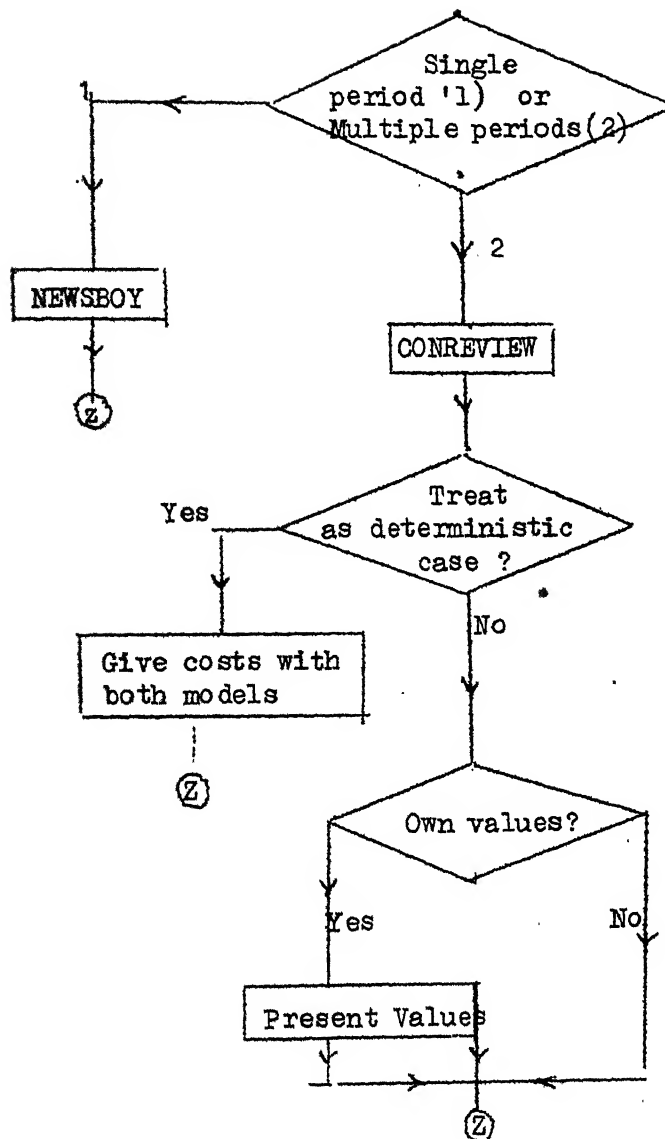 Single
period '1) or
Multiple periods(2)
1
2
NEWSBOY
CONREVIEW
z
Treat
as deterministic
case ?
Yes
No
Give costs with
both models
Z
Own values?
Yes
No
Present Values
Z